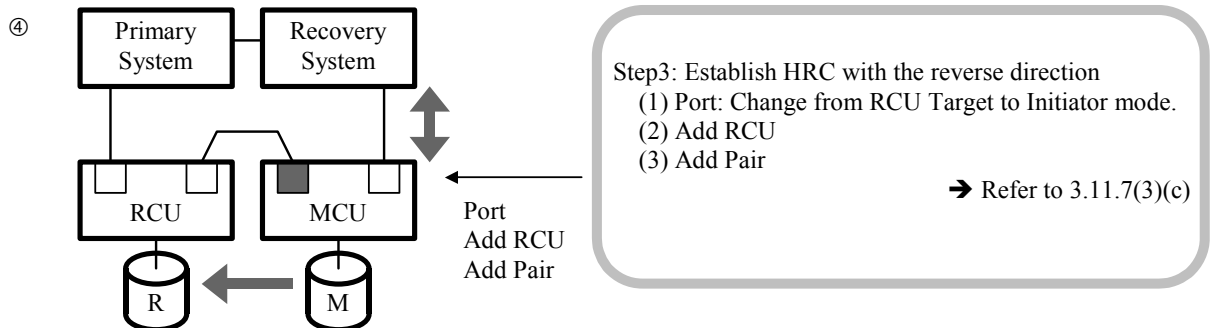 ④
Primary
System
Recovery
System
RCU
MCU
R
M
Port
Add RCU
Add Pair
Step3: Establish HRC with the reverse direction
(1) Port: Change from RCU Target to Initiator mode.
(2) Add RCU
(3) Add Pair
➔ Refer to 3.11.7(3)(c)